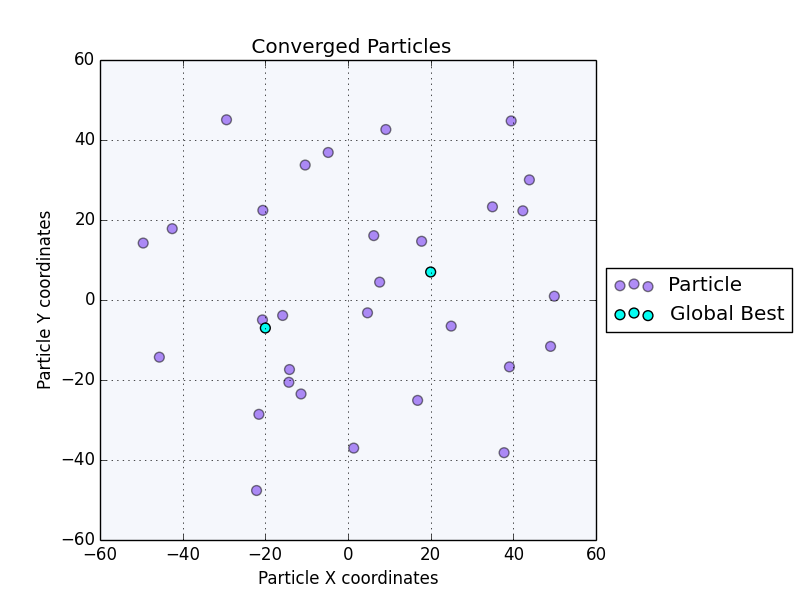 Converged Particles
60
40
20
0
−20
−40
−60
−60 −40 −20 0 20 40 60
Particle Y coordinates
Particle X coordinates
Particle
Global Best